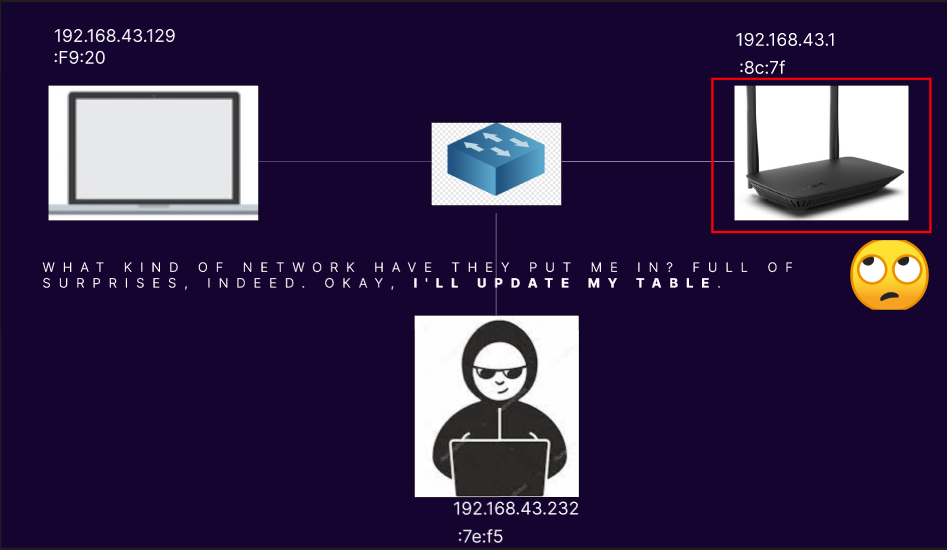 192.168.43.129
:F9:20
192.168.43.1
:8c:7f
WHAT KIND OF NETWORK HAVE THEY PUT ME IN? FULL OF
SURPRISES, INDEED. OKAY, I'LL UPDATE MY TABLE.
192.168.43.232
:7e:f5